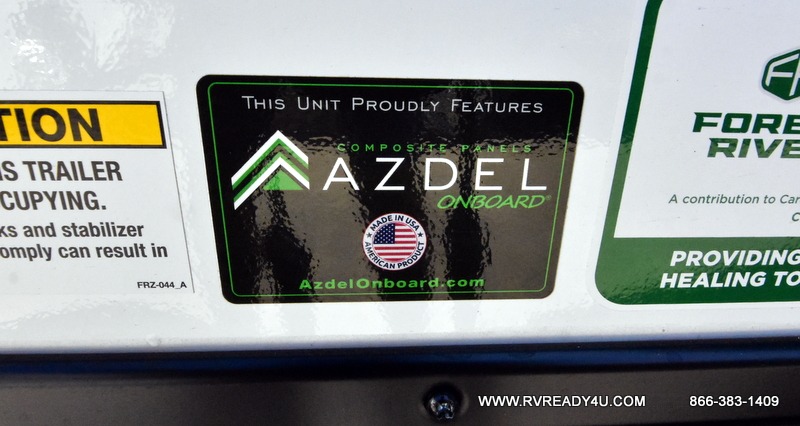 TION
IS TRAILER
CUPYING.
ks and stabilizer
omply can result in
FRZ-044_A
THIS UNIT PROUDLY FEATURES
COMPOSITE PANELS
AZDEL
ONBOARD®
MADE IN USA
AMERICAN PRODUCT
AzdelOnboard.com
FR
FORE
RIVE
A contribution to Car
C
PROVIDING
HEALING TO
WWW.RVREADY4U.COM 866-383-1409